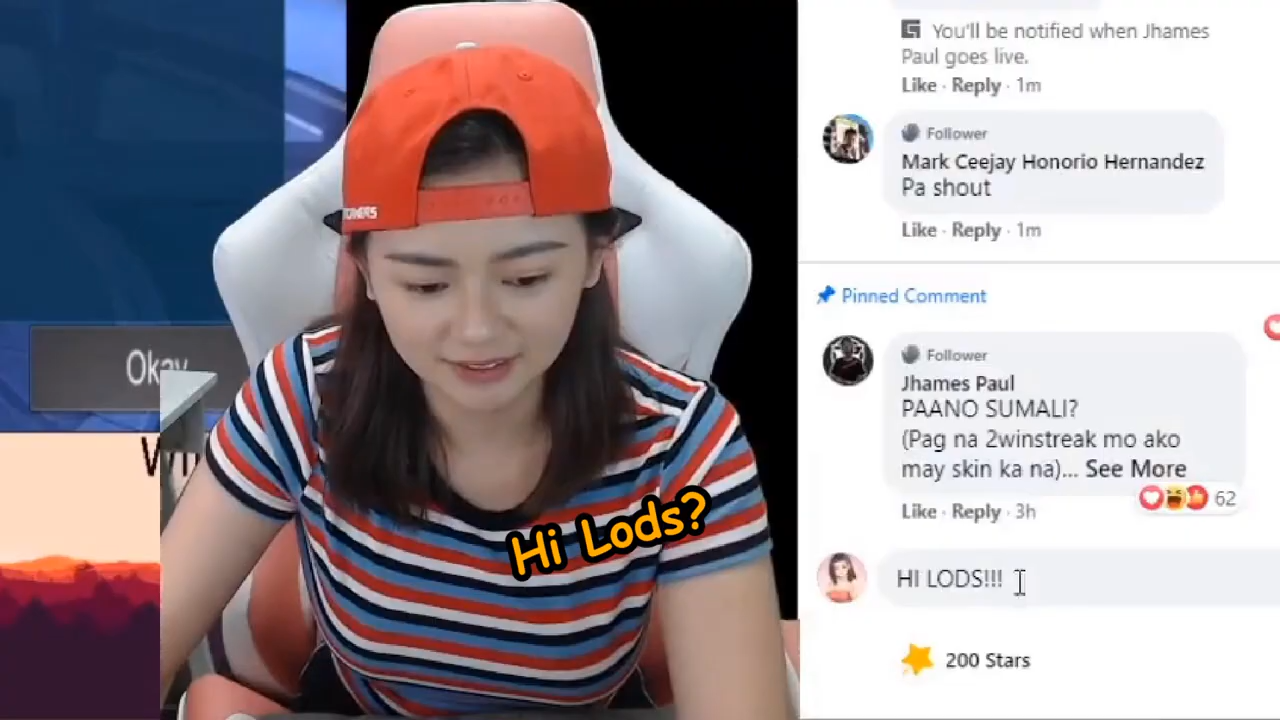 You'll be notified when Jhames
Paul goes live.
Like · Reply · 1m
Follower
Mark Ceejay Honorio Hernandez
Pa shout
Like · Reply · 1m
Pinned Comment
Follower
Jhames Paul
PAANO SUMALI?
(Pag na 2winstreak mo ako
may skin ka na)... See More
62
Like · Reply · 3h
HI LODS!!!
200 Stars
Okay
Hi Lods?